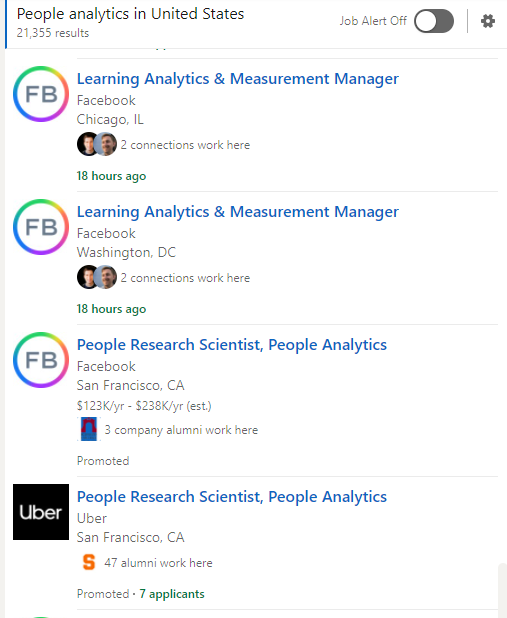 People analytics in United States
21,355 results
Job Alert Off
FB
Learning Analytics & Measurement Manager
Facebook
Chicago, IL
2 connections work here
18 hours ago
FB
Learning Analytics & Measurement Manager
Facebook
Washington, DC
2 connections work here
18 hours ago
FB
People Research Scientist, People Analytics
Facebook
San Francisco, CA
$123K/yr - $238K/yr (est.)
3 company alumni work here
Promoted
Uber
People Research Scientist, People Analytics
Uber
San Francisco, CA
S
47 alumni work here
Promoted · 7 applicants